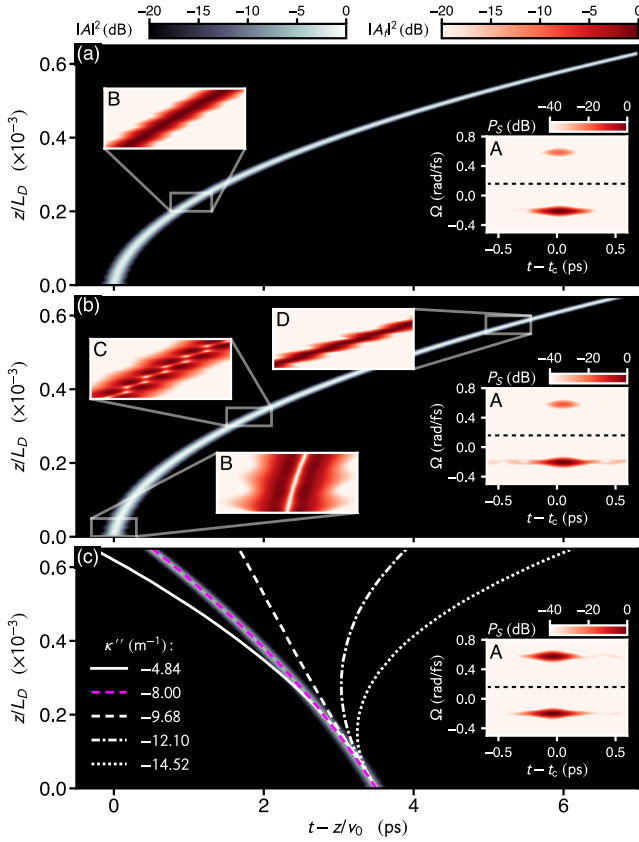 |A|² (dB)
−20 −10 0
|A_I|² (dB)
−20 −15 −10 −5 0
(a)
0.6
0.4
0.2
0.0
z/L_D (×10⁻³)
B
P_S (dB)
−40 −20 0
A
0.8
0.4
0.0
−0.4
Ω (rad/fs)
−0.5 0.0 0.5
t − t_c (ps)
(b)
0.6
0.4
0.2
0.0
z/L_D (×10⁻³)
C
D
B
P_S (dB)
−40 −20 0
A
0.8
0.4
0.0
−0.4
Ω (rad/fs)
−0.5 0.0 0.5
t − t_c (ps)
(c)
0.6
0.4
0.2
0.0
z/L_D (×10⁻³)
κ′′ (m⁻¹) :
−4.84
−8.00
−9.68
−12.10
−14.52
P_S (dB)
−40 −20 0
A
0.8
0.4
0.0
−0.4
Ω (rad/fs)
−0.5 0.0 0.5
t − t_c (ps)
0 2 4 6
t − z/v₀ (ps)